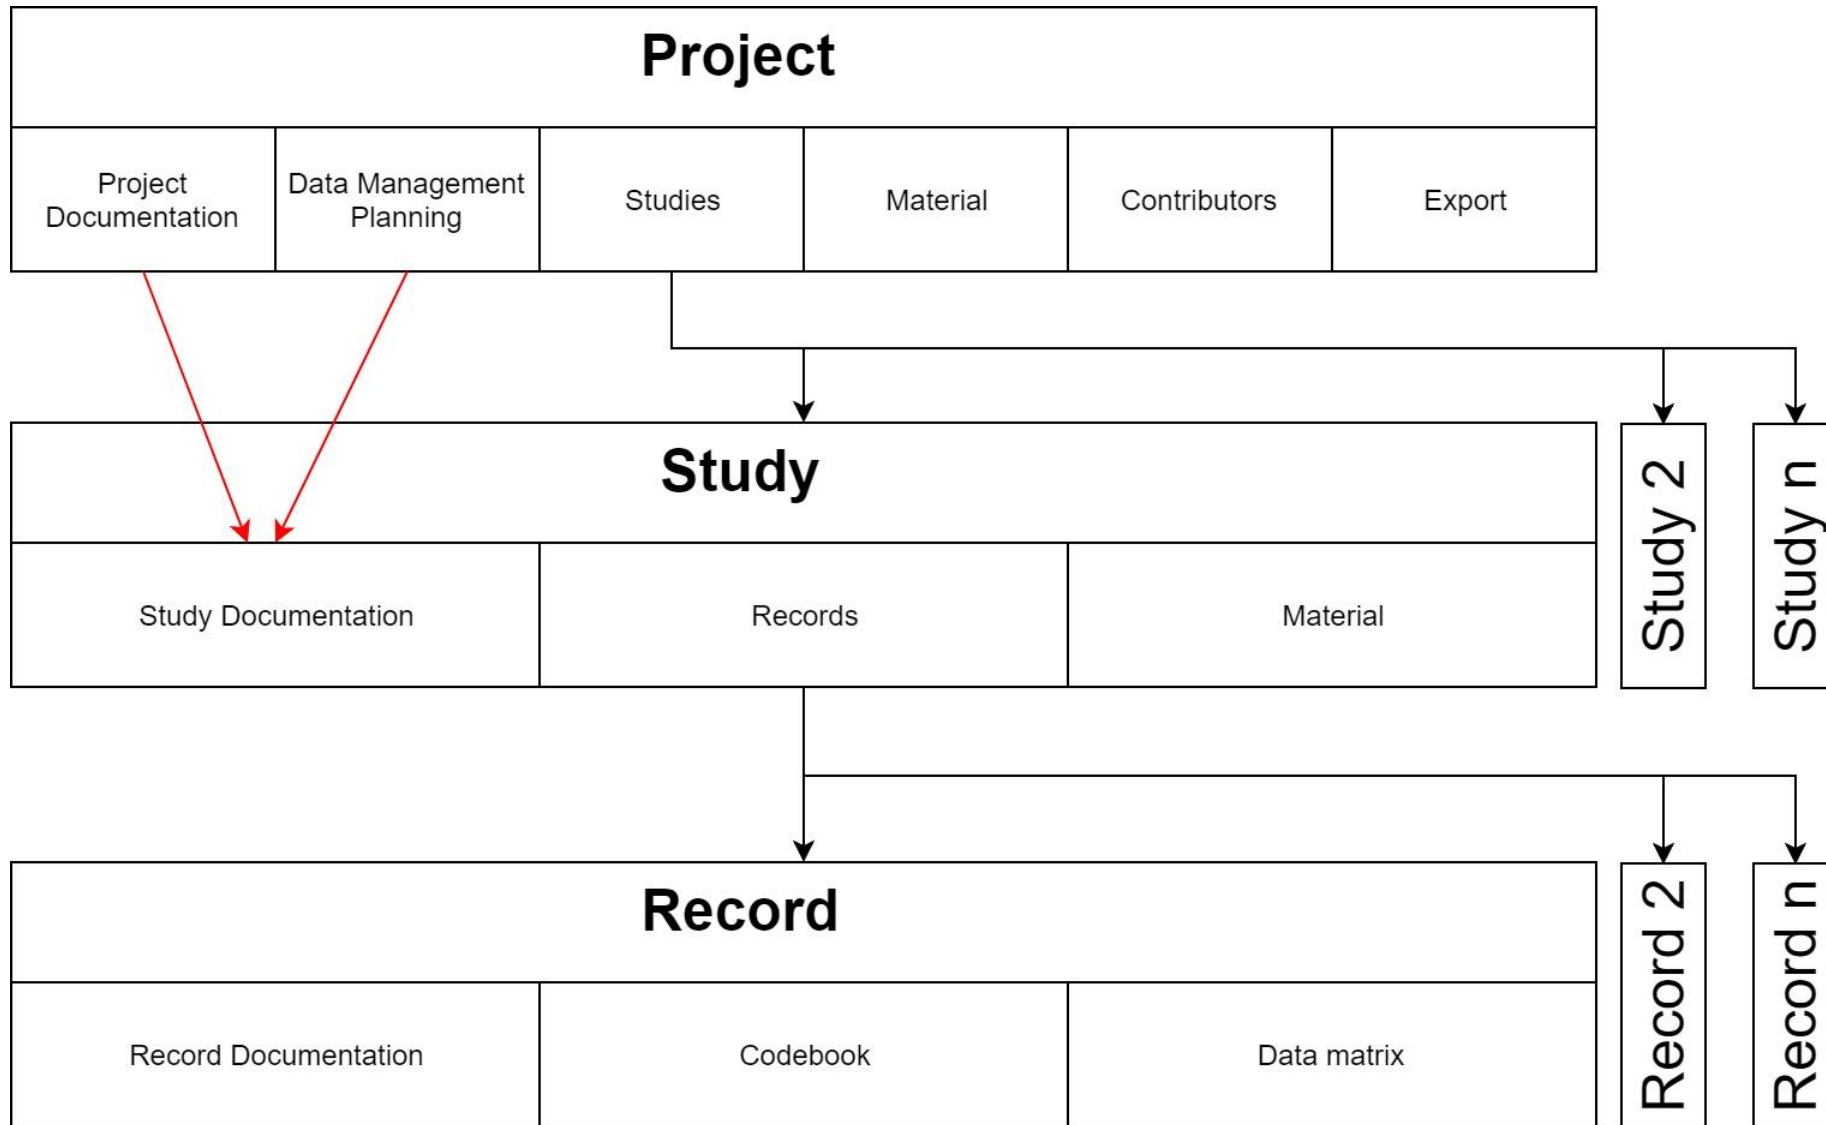 Project
Project
Documentation
Data Management
Planning
Studies
Material
Contributors
Export
Study
Study 2
Study n
Study Documentation
Records
Material
Record
Record 2
Record n
Record Documentation
Codebook
Data matrix